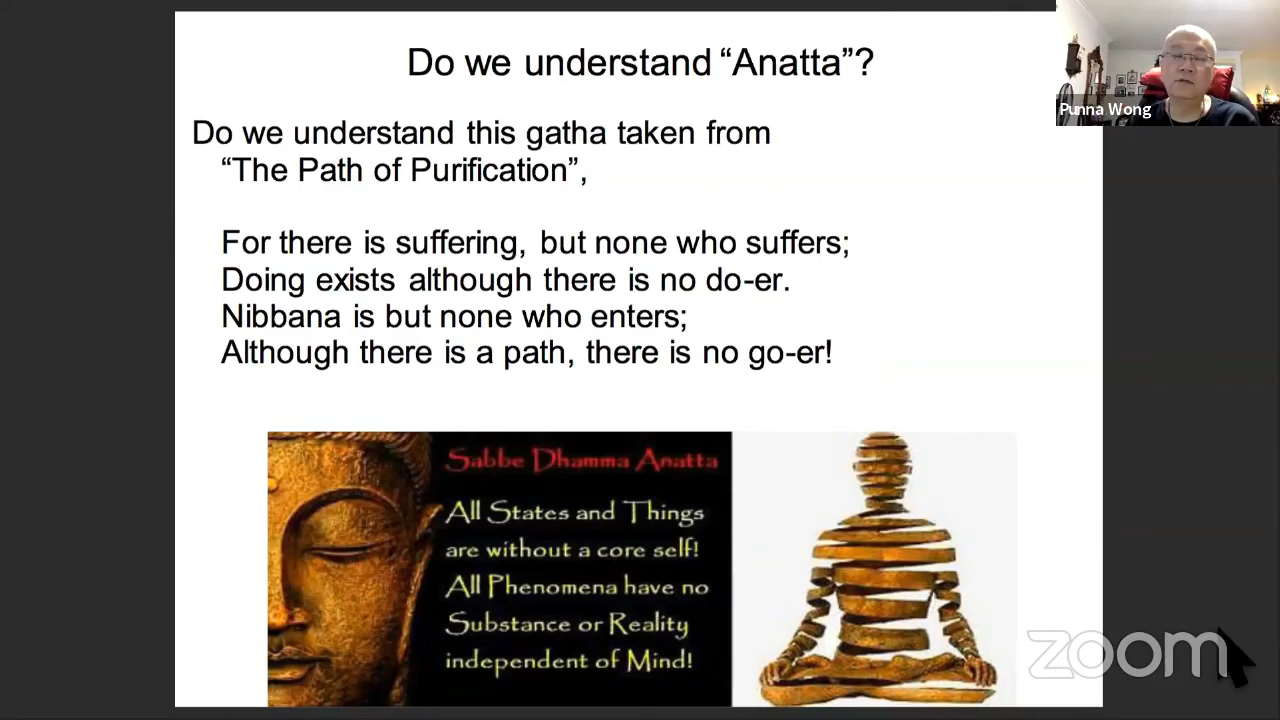 Do we understand “Anatta”?
Punna Wong
Do we understand this gatha taken from
“The Path of Purification”,
For there is suffering, but none who suffers;
Doing exists although there is no do-er.
Nibbana is but none who enters;
Although there is a path, there is no go-er!
Sabbe Dhamma Anatta
All States and Things
are without a core self!
All Phenomena have no
Substance or Reality
independent of Mind!
zoom